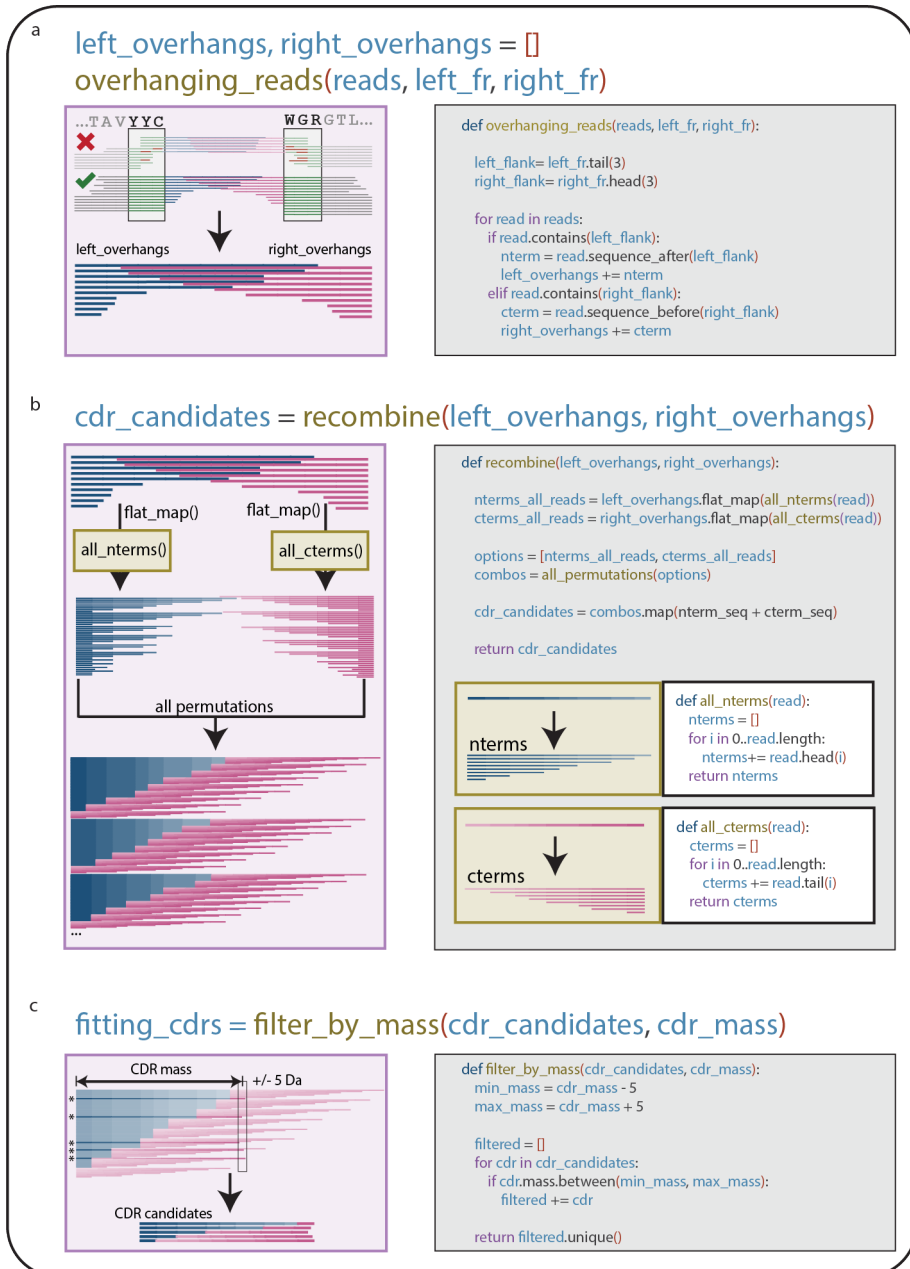 a
left_overhangs, right_overhangs = []
overhanging_reads(reads, left_fr, right_fr)
...TAVYYC WGRGTL...
left_overhangs right_overhangs
def overhanging_reads(reads, left_fr, right_fr):
left_flank= left_fr.tail(3)
right_flank= right_fr.head(3)
for read in reads:
if read.contains(left_flank):
nterm = read.sequence_after(left_flank)
left_overhangs += nterm
elif read.contains(right_flank):
cterm = read.sequence_before(right_flank)
right_overhangs += cterm
b
cdr_candidates = recombine(left_overhangs, right_overhangs)
flat_map() flat_map()
all_nterms() all_cterms()
all permutations
...
def recombine(left_overhangs, right_overhangs):
nterms_all_reads = left_overhangs.flat_map(all_nterms(read))
cterms_all_reads = right_overhangs.flat_map(all_cterms(read))
options = [nterms_all_reads, cterms_all_reads]
combos = all_permutations(options)
cdr_candidates = combos.map(nterm_seq + cterm_seq)
return cdr_candidates
nterms
def all_nterms(read):
nterms = []
for i in 0..read.length:
nterms+= read.head(i)
return nterms
cterms
def all_cterms(read):
cterms = []
for i in 0..read.length:
cterms += read.tail(i)
return cterms
c
fitting_cdrs = filter_by_mass(cdr_candidates, cdr_mass)
CDR mass +/- 5 Da
*
*
**
***
**
CDR candidates
def filter_by_mass(cdr_candidates, cdr_mass):
min_mass = cdr_mass - 5
max_mass = cdr_mass + 5
filtered = []
for cdr in cdr_candidates:
if cdr.mass.between(min_mass, max_mass):
filtered += cdr
return filtered.unique()